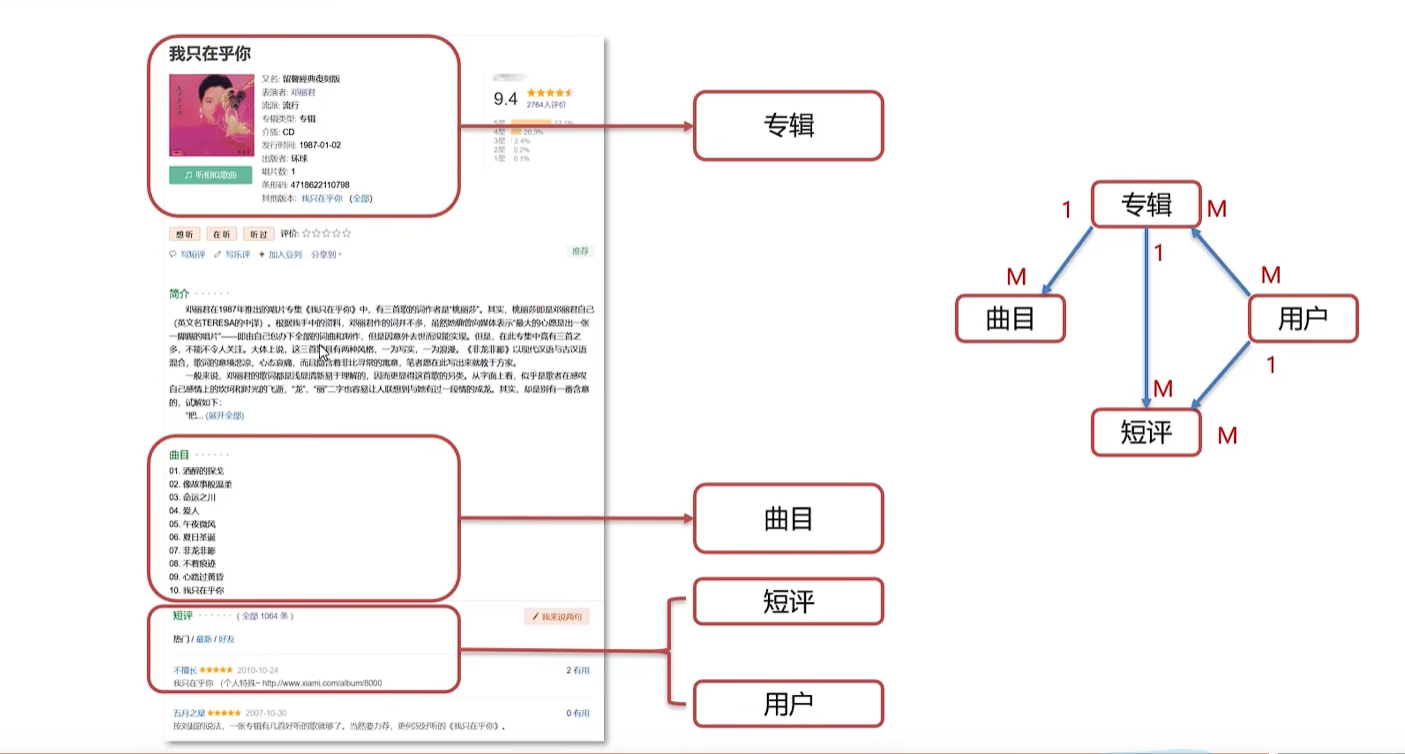 我只在乎你
又名: 留聲經典復刻版
表演者: 邓丽君
流派: 流行
专辑类型: 专辑
介质: CD
发行时间: 1987-01-02
出版者: 环球
唱片数: 1
条形码: 4718622110798
其他版本: 我只在乎你 (全部)
听相似歌曲
9.4
2764人评价
5星 77.1%
4星 20.3%
3星 2.4%
2星 0.2%
1星 0.1%
想听 在听 听过 评价:
写短评 写乐评 + 加入豆列 分享到
推荐
简介 · · · · · ·
邓丽君在1987年推出的唱片专集《我只在乎你》中，有三首歌的词作者是“桃丽莎”。其实，桃丽莎即是邓丽君自己
（英文名TERESA的中译）。根据我手中的资料，邓丽君作的词并不多，虽然她曾向媒体表示“最大的心愿是出一张
一脚踢的唱片”——即由自己包办下全部的词曲和制作，但是因意外去世而没能实现。但是，在此专集中竟有三首之
多，不能不令人关注。大体上说，这三首歌曲有两种风格，一为写实，一为浪漫。《非龙非影》以现代汉语与古汉语
混合，歌词的意境悲凉，心态哀痛，而且隐含着非比寻常的寓意，笔者愿在此写出来就教于方家。
一般来说，邓丽君的歌词都是浅显清新易于理解的，因而更显得这首歌的另类。从字面上看，似乎是歌者在感叹
自己感情上的坎坷和时光的飞逝，“龙”、“丽”二字也容易让人联想到与她有过一段情的成龙。其实，却是别有一番含意
的，试解如下：
“把... (展开全部)
曲目 · · · · · ·
01. 酒醉的探戈
02. 像故事般温柔
03. 命运之川
04. 爱人
05. 午夜微风
06. 夏日圣诞
07. 非龙非影
08. 不着痕迹
09. 心路过黄昏
10. 我只在乎你
短评 · · · · · · ( 全部 1064 条 )
我来说两句
热门 / 最新 / 好友
不擅长 ★★★★★ 2010-10-24
2 有用
我只在乎你 （个人特殊~ http://www.xiami.com/album/8000
五月之星 ★★★★★ 2007-10-30
0 有用
按刘超的说法，一张专辑有几首好听的歌就够了。当然要力荐，更何况好听的《我只在乎你》。
专辑
曲目
短评
用户
1 专辑 M
1
M M
曲目 用户
M 1
短评 M